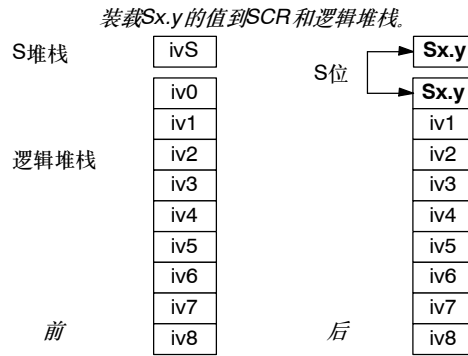 装载Sx.y的值到SCR和逻辑堆栈。
S堆栈 ivS S位 Sx.y
iv0 Sx.y
iv1 iv1
iv2 iv2
逻辑堆栈 iv3 iv3
iv4 iv4
iv5 iv5
iv6 iv6
iv7 iv7
前 iv8 后 iv8